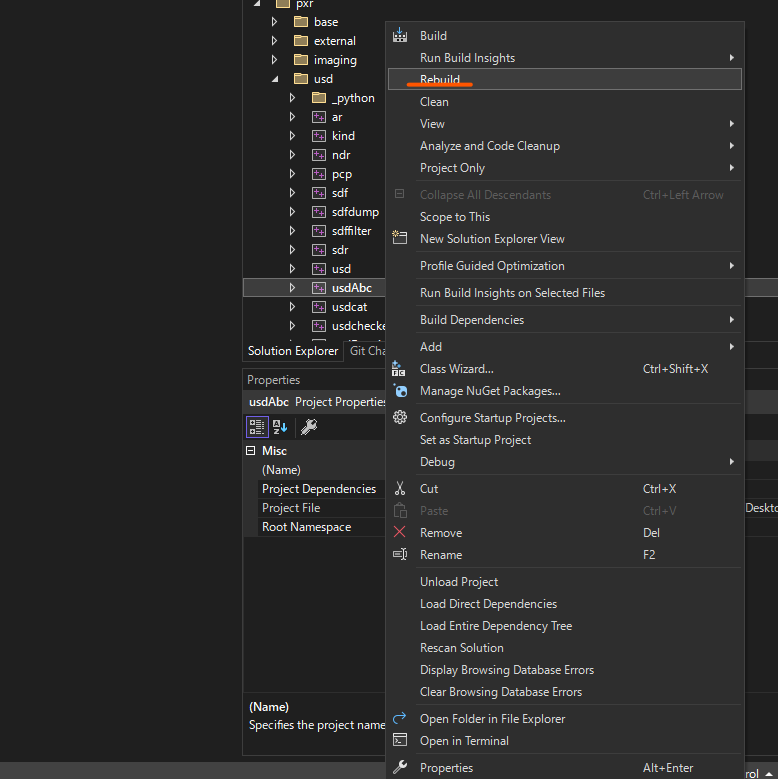 pxr
base
external
imaging
usd
_python
ar
kind
ndr
pcp
sdf
sdfdump
sdffilter
sdr
usd
usdAbc
usdcat
usdchecke
Solution Explorer Git Cha
Properties
usdAbc Project Properties
Misc
(Name)
Project Dependencies
Project File
Root Namespace
Deskto
(Name)
Specifies the project name
Build
Run Build Insights
Rebuild
Clean
View
Analyze and Code Cleanup
Project Only
Collapse All Descendants Ctrl+Left Arrow
Scope to This
New Solution Explorer View
Profile Guided Optimization
Run Build Insights on Selected Files
Build Dependencies
Add
Class Wizard... Ctrl+Shift+X
Manage NuGet Packages...
Configure Startup Projects...
Set as Startup Project
Debug
Cut Ctrl+X
Paste Ctrl+V
Remove Del
Rename F2
Unload Project
Load Direct Dependencies
Load Entire Dependency Tree
Rescan Solution
Display Browsing Database Errors
Clear Browsing Database Errors
Open Folder in File Explorer
Open in Terminal
Properties Alt+Enter
rol